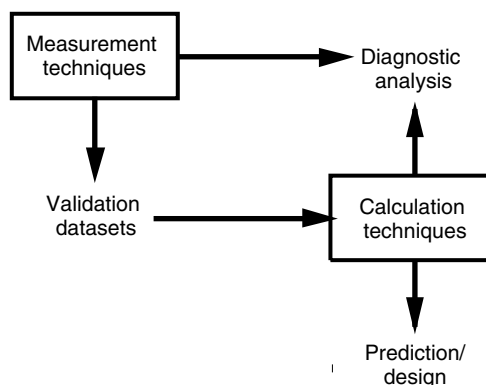 Measurement
techniques
Diagnostic
analysis
Validation
datasets
Calculation
techniques
Prediction/
design